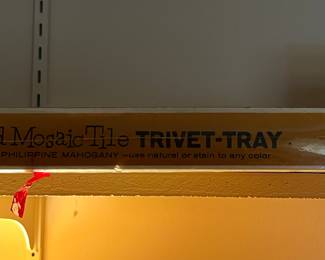 Mosaic Tile TRIVET-TRAY
PHILIPPINE MAHOGANY —use natural or stain to any color